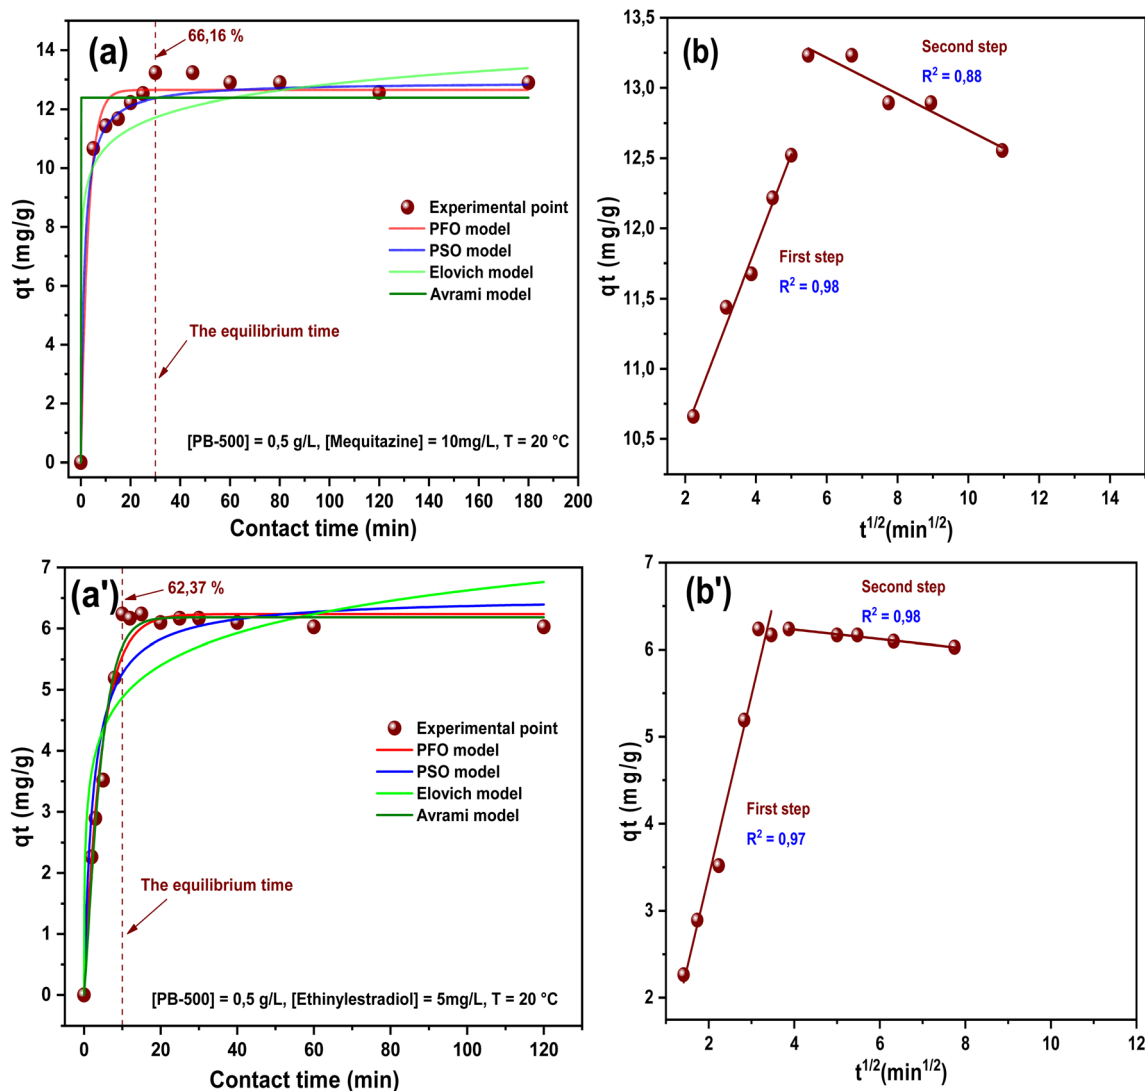 (a)
66,16 %
14
12
10
8
6
4
2
0
qt (mg/g)
Experimental point
PFO model
PSO model
Elovich model
Avrami model
The equilibrium time
[PB-500] = 0,5 g/L, [Mequitazine] = 10mg/L, T = 20 °C
0 20 40 60 80 100 120 140 160 180 200
Contact time (min)
(b)
13,5
13,0
12,5
12,0
11,5
11,0
10,5
qt (mg/g)
Second step
R² = 0,88
First step
R² = 0,98
2 4 6 8 10 12 14
t^1/2(min^1/2)
(a')
62,37 %
7
6
5
4
3
2
1
0
qt (mg/g)
Experimental point
PFO model
PSO model
Elovich model
Avrami model
The equilibrium time
[PB-500] = 0,5 g/L, [Ethinylestradiol] = 5mg/L, T = 20 °C
0 20 40 60 80 100 120
Contact time (min)
(b')
7
6
5
4
3
2
qt (mg/g)
Second step
R² = 0,98
First step
R² = 0,97
2 4 6 8 10 12
t^1/2(min^1/2)